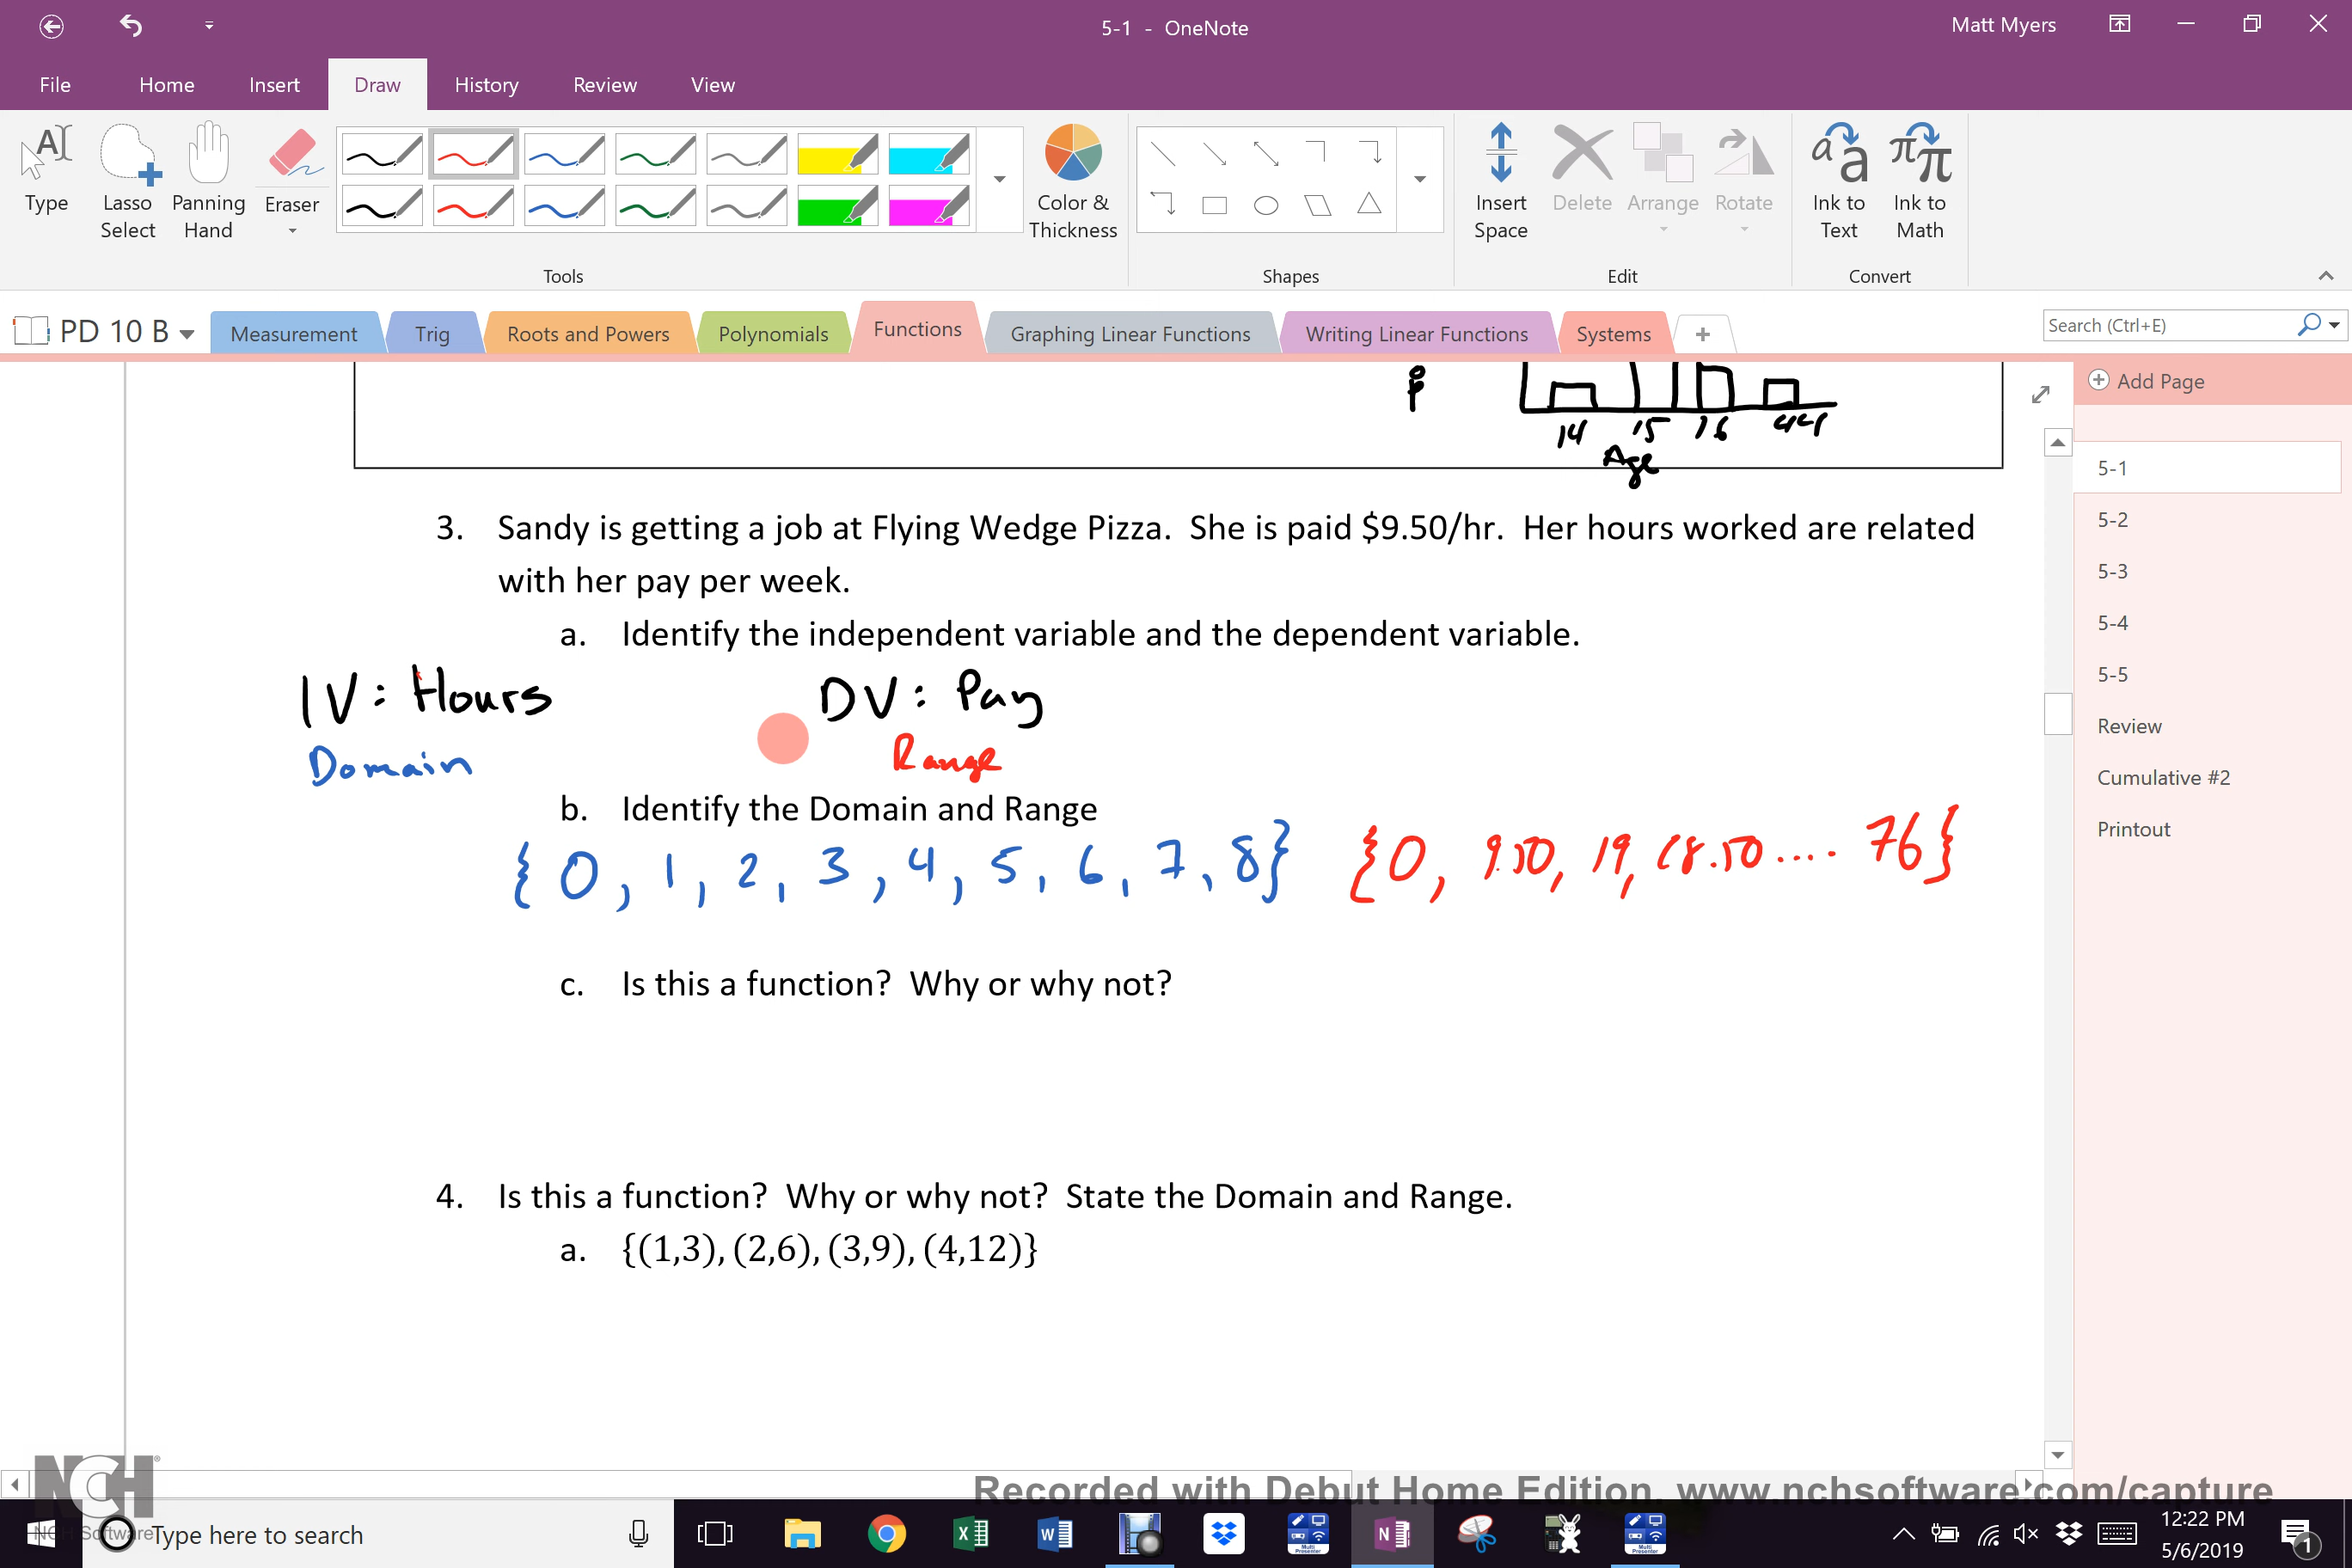 5-1 - OneNote
Matt Myers
File Home Insert Draw History Review View
Type
Lasso Select
Panning Hand
Eraser
Color & Thickness
Insert Space
Delete
Arrange
Rotate
Ink to Text
Ink to Math
Tools Shapes Edit Convert
PD 10 B Measurement Trig Roots and Powers Polynomials Functions Graphing Linear Functions Writing Linear Functions Systems + Search (Ctrl+E)
Add Page
5-1
5-2
5-3
5-4
5-5
Review
Cumulative #2
Printout
14 15 16 44
Age
3. Sandy is getting a job at Flying Wedge Pizza. She is paid $9.50/hr. Her hours worked are related
with her pay per week.
a. Identify the independent variable and the dependent variable.
IV: Hours DV: Pay
Domain Range
b. Identify the Domain and Range
{ 0, 1, 2, 3, 4, 5, 6, 7, 8} {0, 9.50, 19, 28.50.... 76}
c. Is this a function? Why or why not?
4. Is this a function? Why or why not? State the Domain and Range.
a. {(1,3), (2,6), (3,9), (4,12)}
NCH
NCH Software
Recorded with Debut Home Edition. www.nchsoftware.com/capture
Type here to search
12:22 PM
5/6/2019
1